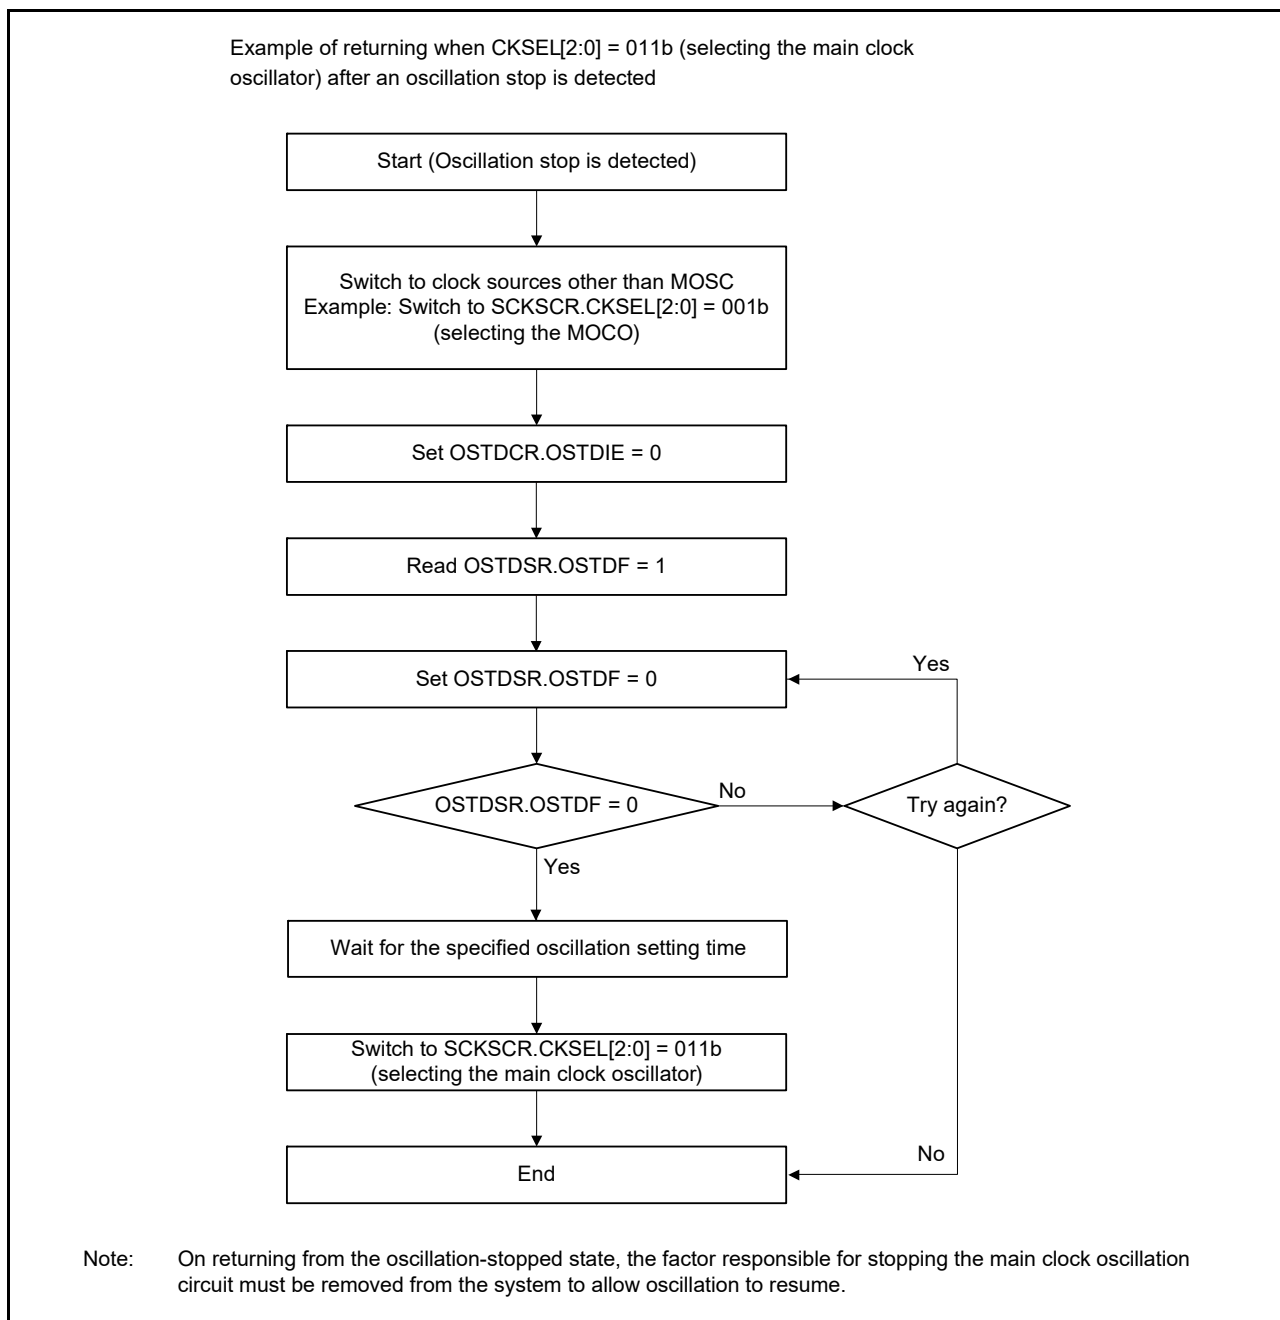 Example of returning when CKSEL[2:0] = 011b (selecting the main clock
oscillator) after an oscillation stop is detected
Start (Oscillation stop is detected)
Switch to clock sources other than MOSC
Example: Switch to SCKSCR.CKSEL[2:0] = 001b
(selecting the MOCO)
Set OSTDCR.OSTDIE = 0
Read OSTDSR.OSTDF = 1
Set OSTDSR.OSTDF = 0
Yes
OSTDSR.OSTDF = 0
No
Try again?
Yes
Wait for the specified oscillation setting time
Switch to SCKSCR.CKSEL[2:0] = 011b
(selecting the main clock oscillator)
No
End
Note: On returning from the oscillation-stopped state, the factor responsible for stopping the main clock oscillation
circuit must be removed from the system to allow oscillation to resume.